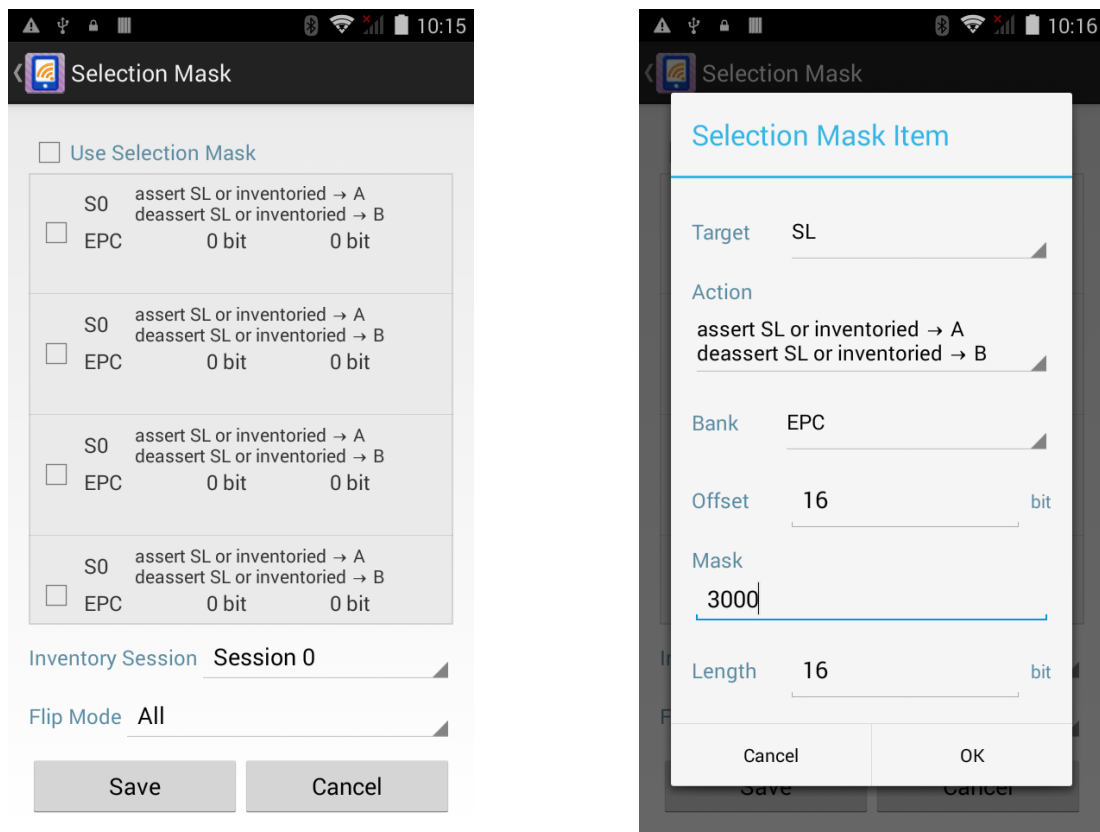 10:15
Selection Mask
Use Selection Mask
S0
assert SL or inventoried → A
deassert SL or inventoried → B
EPC 0 bit 0 bit
S0
assert SL or inventoried → A
deassert SL or inventoried → B
EPC 0 bit 0 bit
S0
assert SL or inventoried → A
deassert SL or inventoried → B
EPC 0 bit 0 bit
S0
assert SL or inventoried → A
deassert SL or inventoried → B
EPC 0 bit 0 bit
Inventory Session Session 0
Flip Mode All
Save Cancel
10:16
Selection Mask
Selection Mask Item
Target SL
Action
assert SL or inventoried → A
deassert SL or inventoried → B
Bank EPC
Offset 16 bit
Mask
3000
Length 16 bit
Cancel OK
Save Cancel